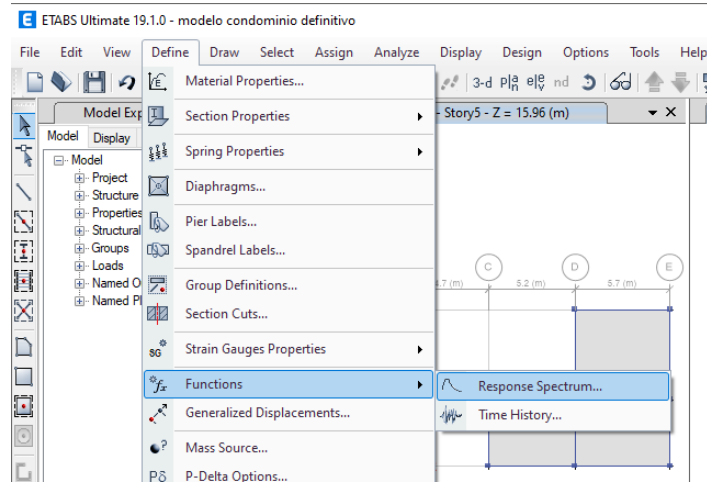 ETABS Ultimate 19.1.0 - modelo condominio definitivo
File Edit View Define Draw Select Assign Analyze Display Design Options Tools Help
3-d nd
Model Exp - Story5 - Z = 15.96 (m)
Model Display
Model
Project
Structure
Properties
Structural
Groups
Loads
Named O
Named Pl
Material Properties...
Section Properties
Spring Properties
Diaphragms...
Pier Labels...
Spandrel Labels...
Group Definitions...
Section Cuts...
Strain Gauges Properties
Functions
Generalized Displacements...
Mass Source...
P-Delta Options...
Response Spectrum...
Time History...
C D E
.7 (m) 5.2 (m) 5.7 (m)